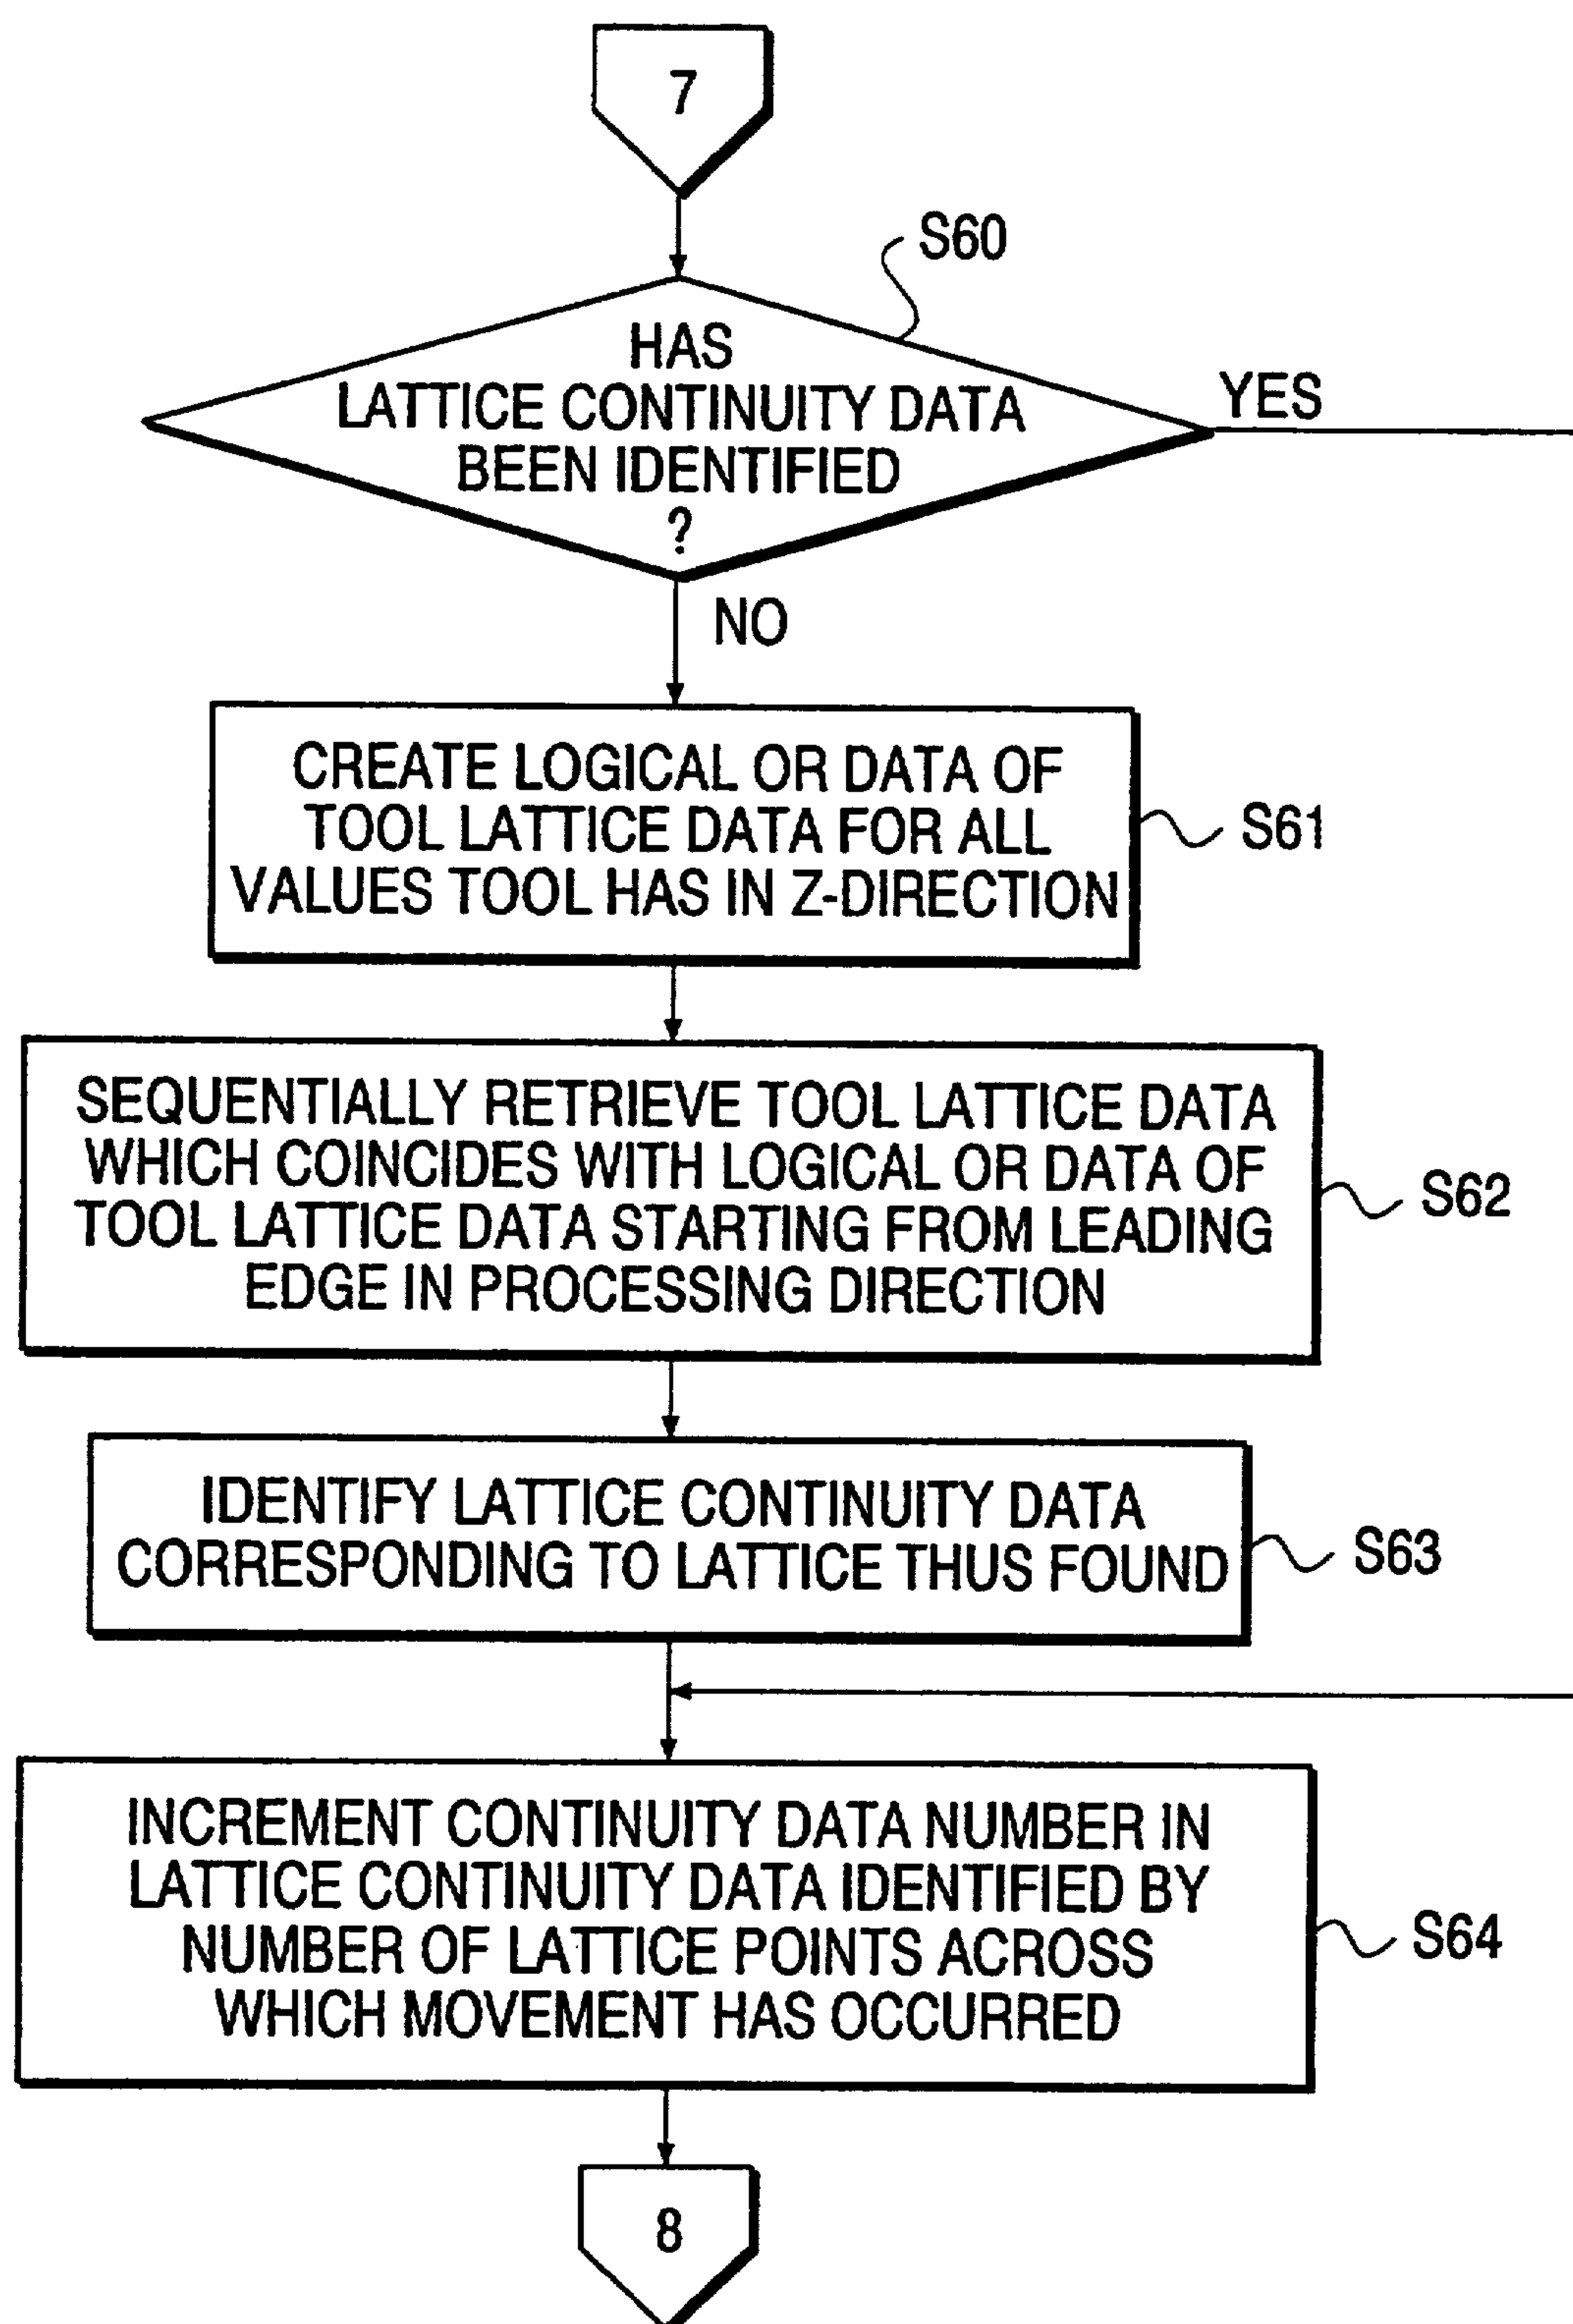 7
S60
HAS
LATTICE CONTINUITY DATA
BEEN IDENTIFIED
?
YES
NO
CREATE LOGICAL OR DATA OF
TOOL LATTICE DATA FOR ALL
VALUES TOOL HAS IN Z-DIRECTION
S61
SEQUENTIALLY RETRIEVE TOOL LATTICE DATA
WHICH COINCIDES WITH LOGICAL OR DATA OF
TOOL LATTICE DATA STARTING FROM LEADING
EDGE IN PROCESSING DIRECTION
S62
IDENTIFY LATTICE CONTINUITY DATA
CORRESPONDING TO LATTICE THUS FOUND
S63
INCREMENT CONTINUITY DATA NUMBER IN
LATTICE CONTINUITY DATA IDENTIFIED BY
NUMBER OF LATTICE POINTS ACROSS
WHICH MOVEMENT HAS OCCURRED
S64
8